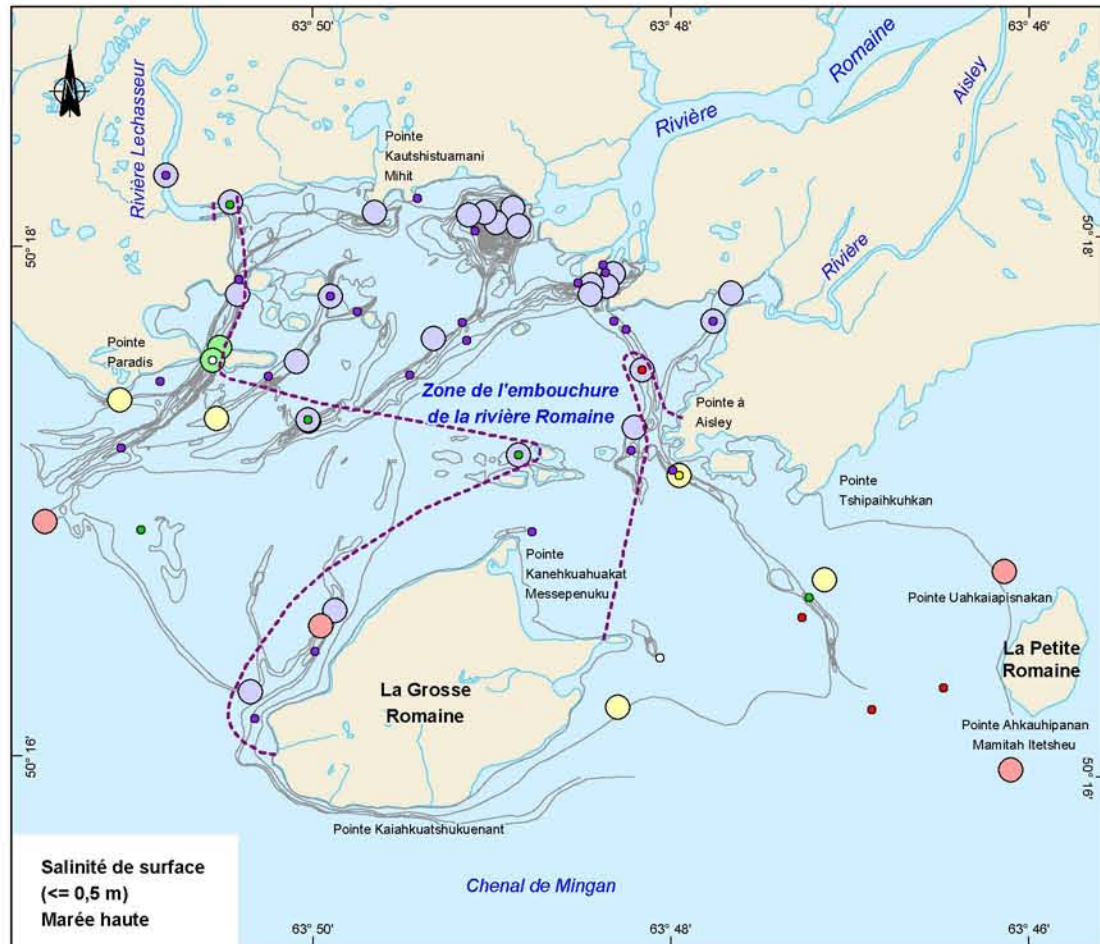 63° 50'
63° 48'
63° 46'
Romaine
Aisley
Rivière
Rivière Lechasseur
Pointe
Kautshistuamani
Mihit
50° 18'
50° 18'
Rivière
Pointe
Paradis
Zone de l'embouchure
de la rivière Romaine
Pointe à
Aisley
Pointe
Tshipaihkuhkan
Pointe
Kanehkuahuakat
Messepenuku
Pointe Uahkaiapisnakan
La Petite
Romaine
La Grosse
Romaine
Pointe Ahkauhipanan
Mamitah Itetsheu
50° 16'
50° 16'
Pointe Kaiahkuatshukuenant
Salinité de surface
(<= 0,5 m)
Marée haute
Chenal de Mingan
63° 50'
63° 48'
63° 46'